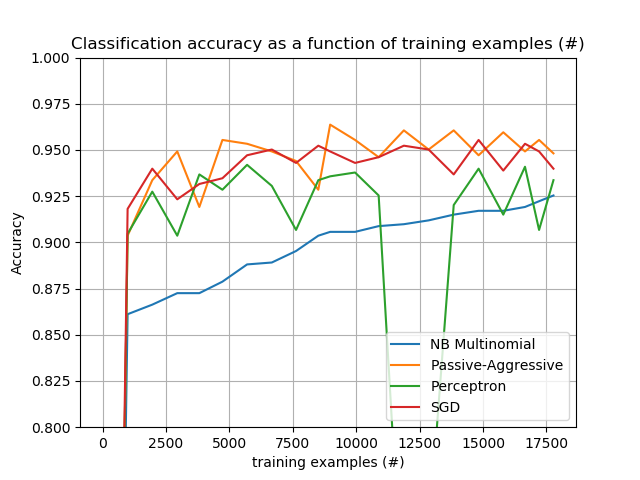 Classification accuracy as a function of training examples (#)
1.000
0.975
0.950
0.925
0.900
0.875
0.850
0.825
0.800
Accuracy
NB Multinomial
Passive-Aggressive
Perceptron
SGD
0 2500 5000 7500 10000 12500 15000 17500
training examples (#)